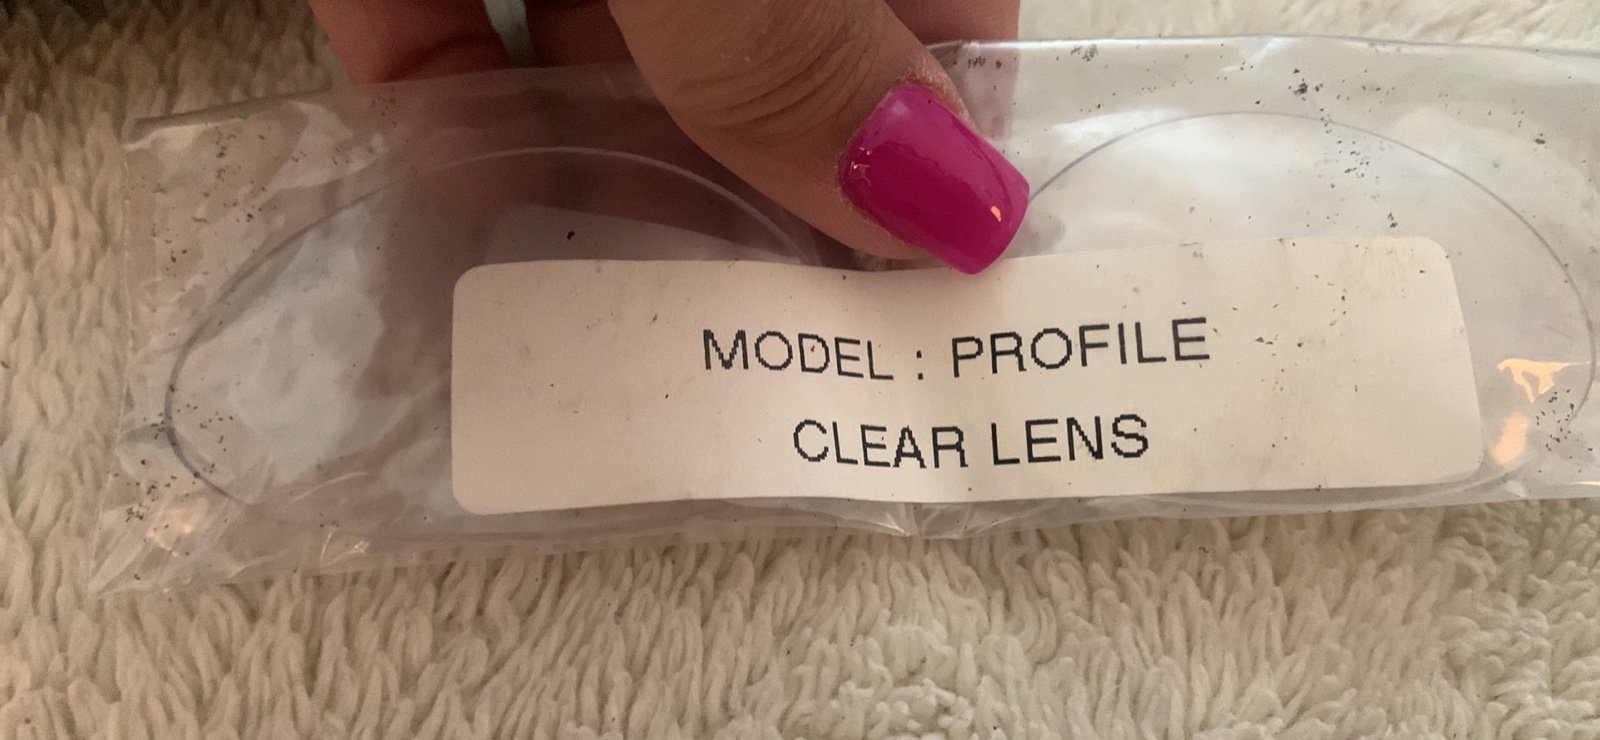 MODEL : PROFILE
CLEAR LENS